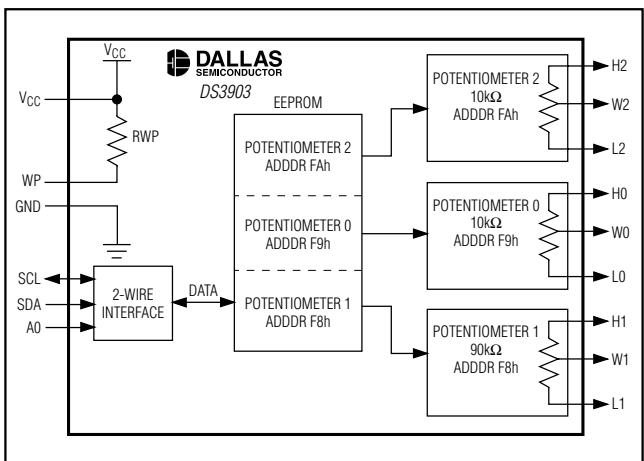 VCC
VCC
RWP
WP
GND
SCL
SDA
A0
2-WIRE
INTERFACE
DATA
DALLAS
SEMICONDUCTOR
DS3903
EEPROM
POTENTIOMETER 2
ADDDR FAh
POTENTIOMETER 0
ADDDR F9h
POTENTIOMETER 1
ADDDR F8h
POTENTIOMETER 2
10kΩ
ADDDR FAh
H2
W2
L2
POTENTIOMETER 0
10kΩ
ADDDR F9h
H0
W0
L0
POTENTIOMETER 1
90kΩ
ADDDR F8h
H1
W1
L1